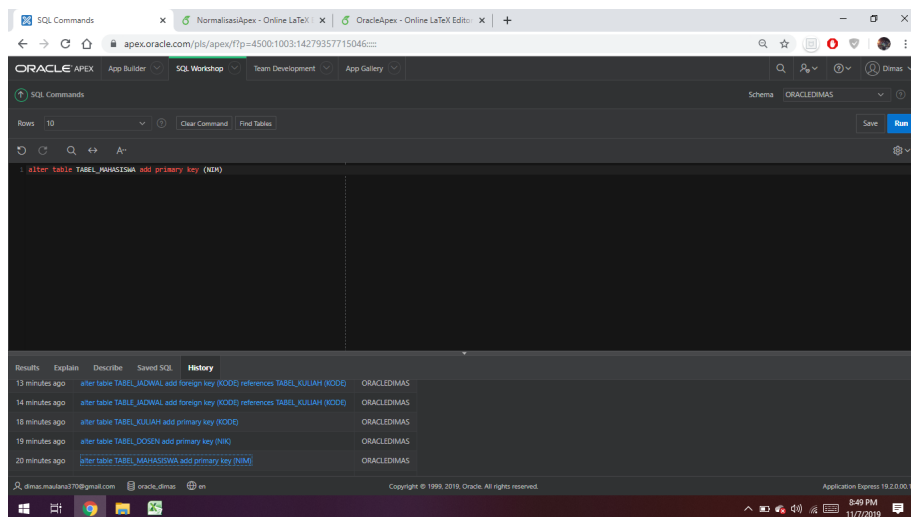 SQL Commands
NormalisasiApex - Online LaTeX E
OracleApex - Online LaTeX Editor
apex.oracle.com/pls/apex/f?p=4500:1003:14279357715046:::::
ORACLE APEX App Builder SQL Workshop Team Development App Gallery Dimas
SQL Commands Schema ORACLEDIMAS
Rows 10 Clear Command Find Tables Save Run
1 alter table TABEL_MAHASISWA add primary key (NIM)
Results Explain Describe Saved SQL History
13 minutes ago alter table TABEL_JADWAL add foreign key (KODE) references TABEL_KULIAH (KODE) ORACLEDIMAS
14 minutes ago alter table TABLE_JADWAL add foreign key (KODE) references TABEL_KULIAH (KODE) ORACLEDIMAS
18 minutes ago alter table TABEL_KULIAH add primary key (KODE) ORACLEDIMAS
19 minutes ago alter table TABEL_DOSEN add primary key (NIK) ORACLEDIMAS
20 minutes ago alter table TABEL_MAHASISWA add primary key (NIM) ORACLEDIMAS
dimas.maulana370@gmail.com oracle_dimas en Copyright © 1999, 2019, Oracle. All rights reserved. Application Express 19.2.0.00.1
8:49 PM
11/7/2019